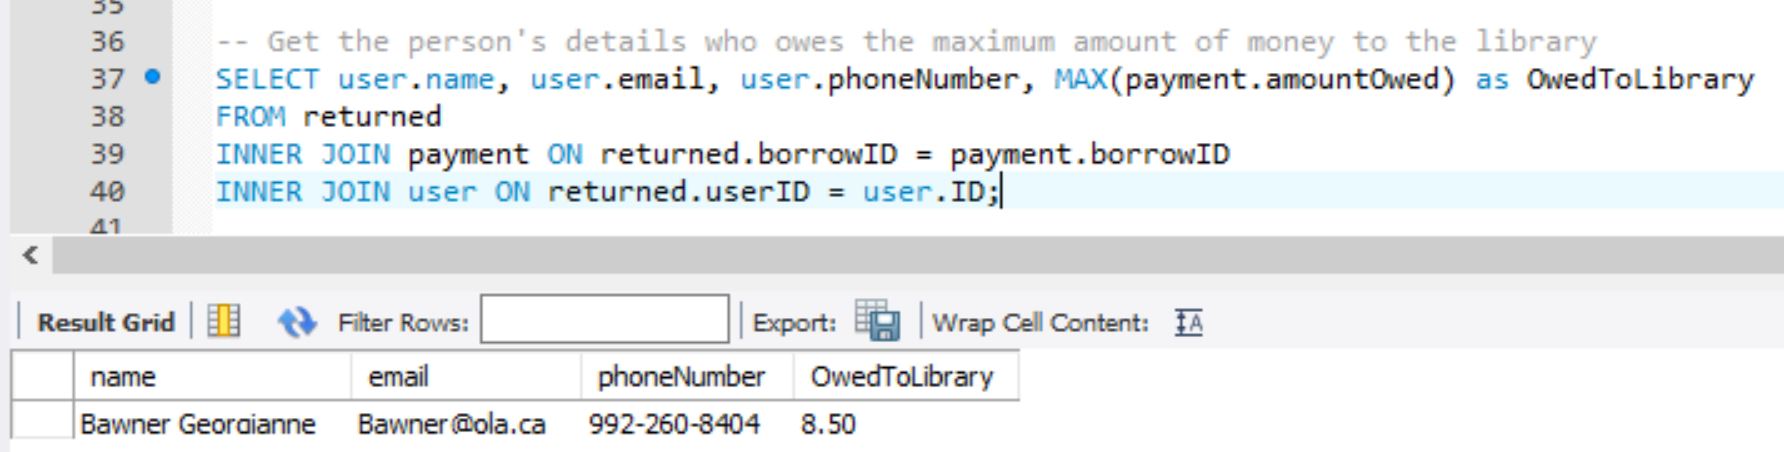 35
36 -- Get the person's details who owes the maximum amount of money to the library
37 SELECT user.name, user.email, user.phoneNumber, MAX(payment.amountOwed) as OwedToLibrary
38 FROM returned
39 INNER JOIN payment ON returned.borrowID = payment.borrowID
40 INNER JOIN user ON returned.userID = user.ID;
41
Result Grid Filter Rows: Export: Wrap Cell Content:
name email phoneNumber OwedToLibrary
Bawner Georgianne Bawner@ola.ca 992-260-8404 8.50